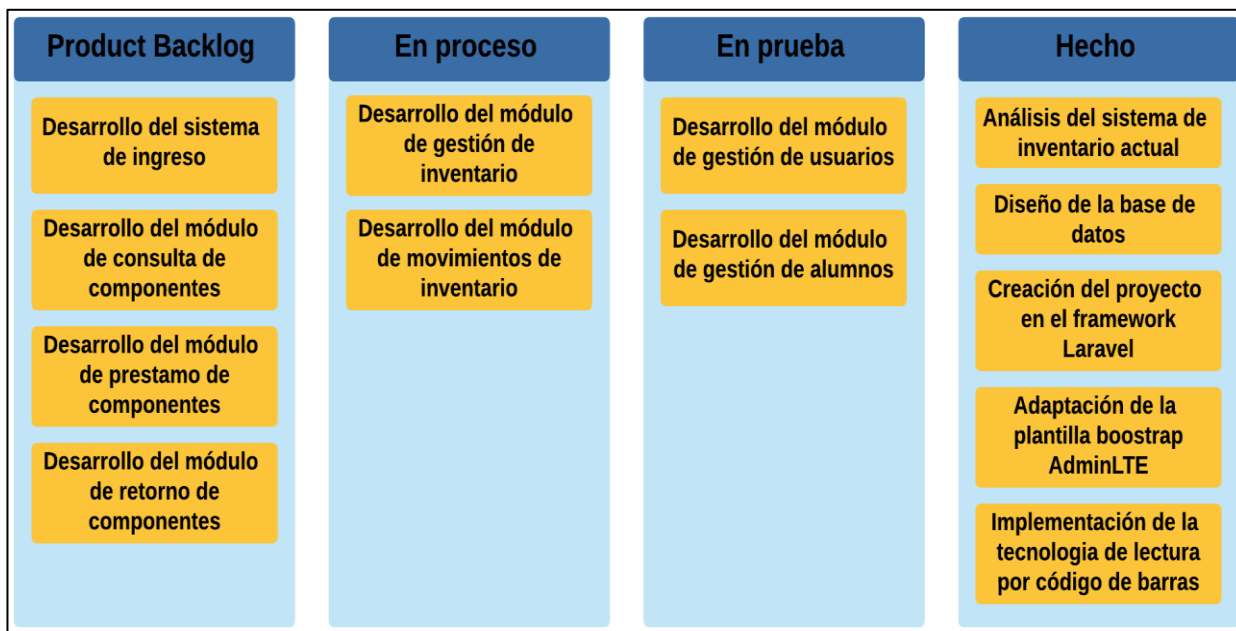 Product Backlog
Desarrollo del sistema
de ingreso
Desarrollo del módulo
de consulta de
componentes
Desarrollo del módulo
de prestamo de
componentes
Desarrollo del módulo
de retorno de
componentes
En proceso
Desarrollo del módulo
de gestión de
inventario
Desarrollo del módulo
de movimientos de
inventario
En prueba
Desarrollo del módulo
de gestión de usuarios
Desarrollo del módulo
de gestión de alumnos
Hecho
Análisis del sistema de
inventario actual
Diseño de la base de
datos
Creación del proyecto
en el framework
Laravel
Adaptación de la
plantilla boostrap
AdminLTE
Implementación de la
tecnologia de lectura
por código de barras